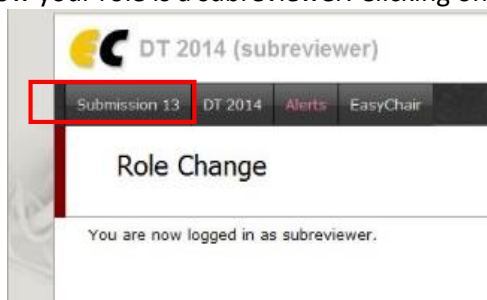 ow your role is a subreviewer. Clicking on
EC DT 2014 (subreviewer)
Submission 13 DT 2014 Alerts EasyChair
Role Change
You are now logged in as subreviewer.